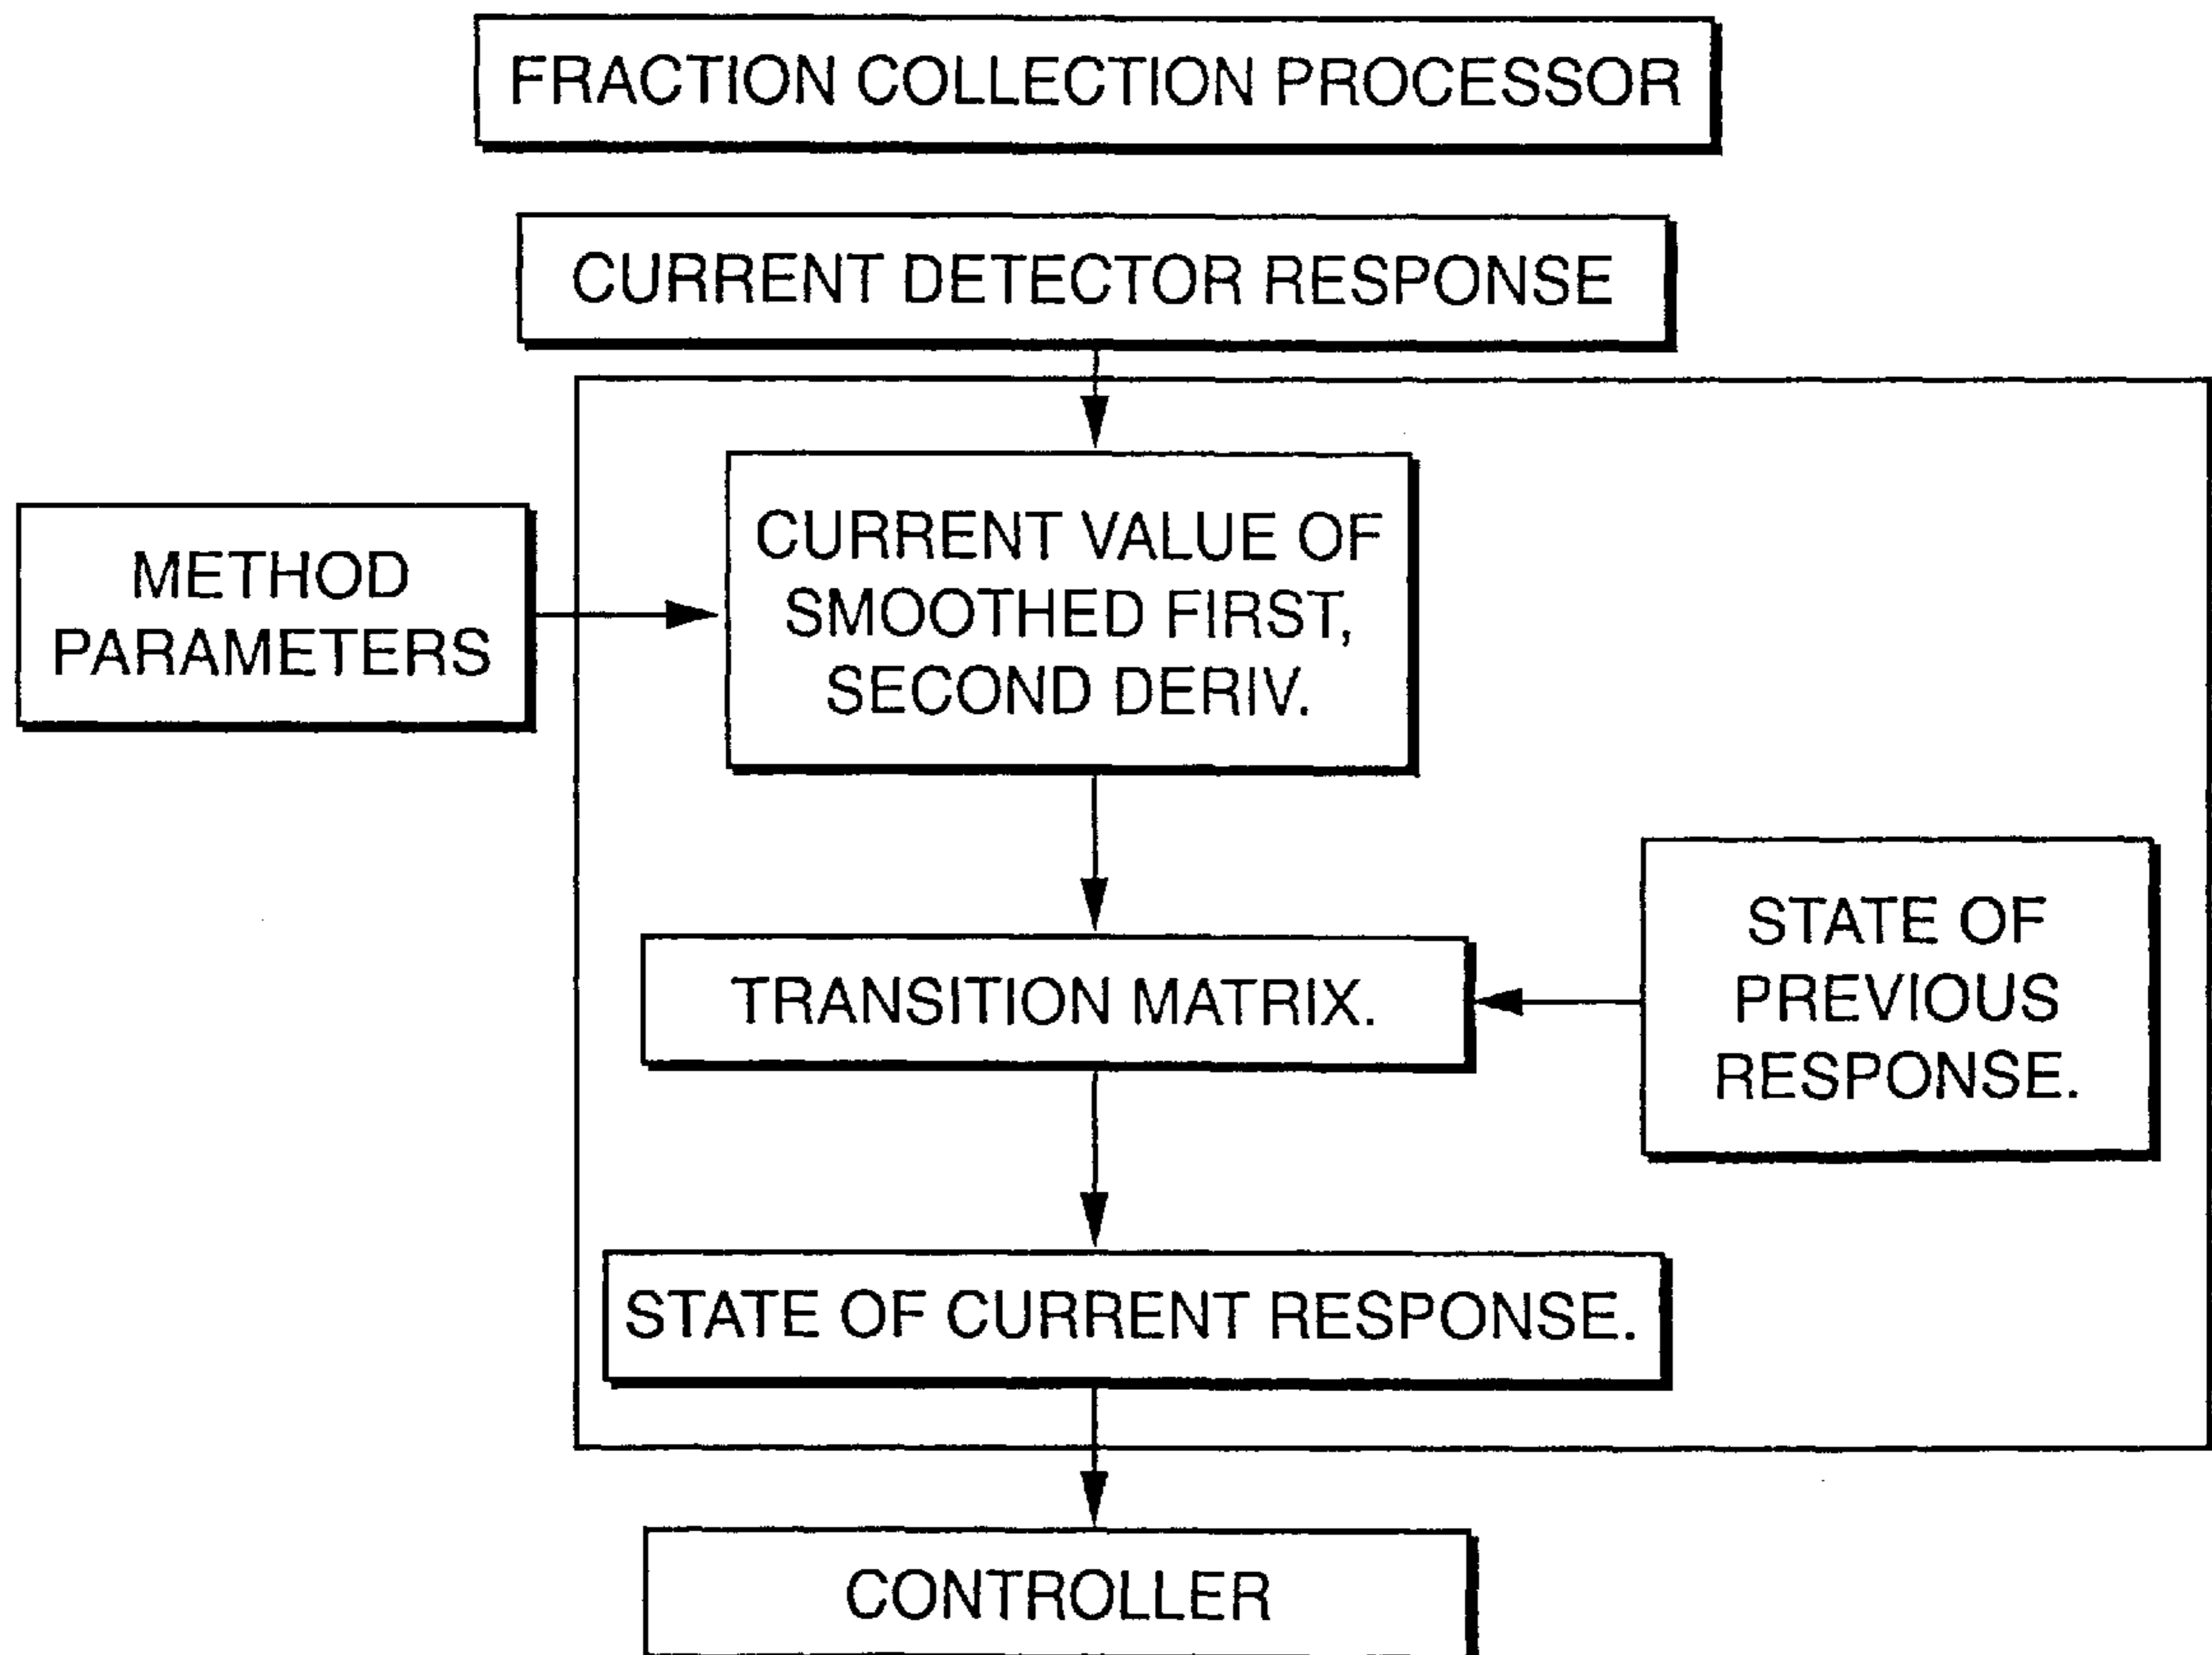 FRACTION COLLECTION PROCESSOR
CURRENT DETECTOR RESPONSE
METHOD
PARAMETERS
CURRENT VALUE OF
SMOOTHED FIRST,
SECOND DERIV.
TRANSITION MATRIX.
STATE OF
PREVIOUS
RESPONSE.
STATE OF CURRENT RESPONSE.
CONTROLLER